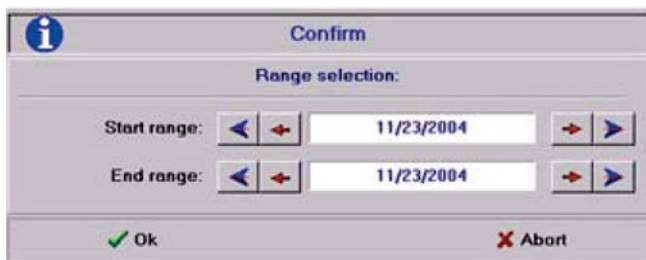 Confirm
Range selection:
Start range: 11/23/2004
End range: 11/23/2004
Ok Abort